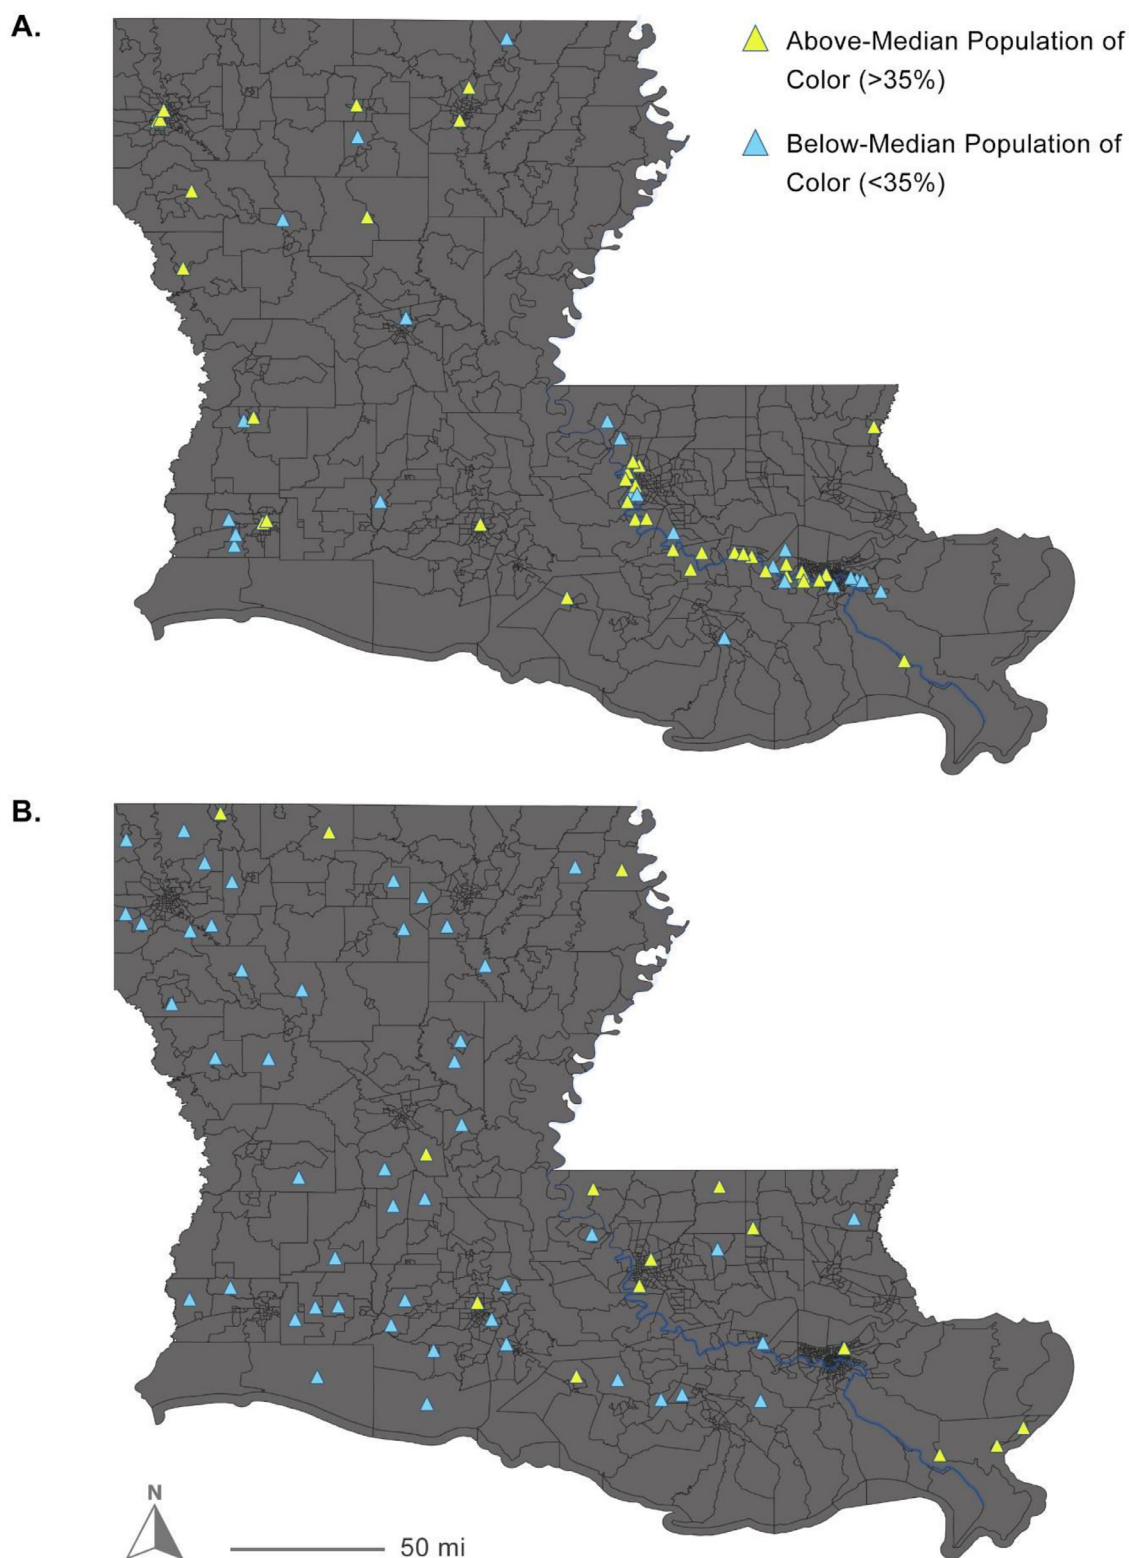 A.
Above-Median Population of
Color (>35%)
Below-Median Population of
Color (<35%)
B.
N
50 mi